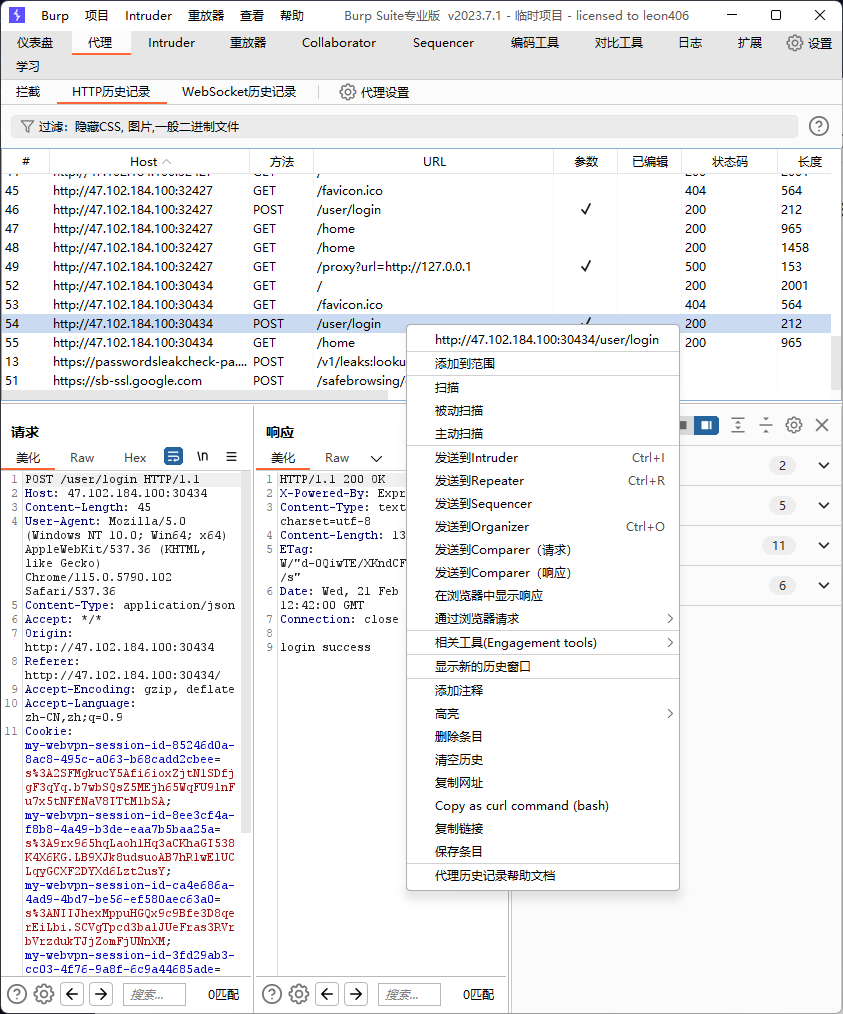 Burp 项目 Intruder 重放器 查看 帮助 Burp Suite专业版 v2023.7.1 - 临时项目 - licensed to leon406
仪表盘 代理 Intruder 重放器 Collaborator Sequencer 编码工具 对比工具 日志 扩展 设置
学习
拦截 HTTP历史记录 WebSocket历史记录 代理设置
过滤: 隐藏CSS, 图片,一般二进制文件
# Host 方法 URL 参数 已编辑 状态码 长度
45 http://47.102.184.100:32427 GET /favicon.ico 404 564
46 http://47.102.184.100:32427 POST /user/login ✓ 200 212
47 http://47.102.184.100:32427 GET /home 200 965
48 http://47.102.184.100:32427 GET /home 200 1458
49 http://47.102.184.100:32427 GET /proxy?url=http://127.0.0.1 ✓ 500 153
52 http://47.102.184.100:30434 GET / 200 2001
53 http://47.102.184.100:30434 GET /favicon.ico 404 564
54 http://47.102.184.100:30434 POST /user/login 200 212
55 http://47.102.184.100:30434 GET /home 200 965
13 https://passwordsleakcheck-pa.... POST /v1/leaks:looku
51 https://sb-ssl.google.com POST /safebrowsing/
请求
美化 Raw Hex \n
1 POST /user/login HTTP/1.1
2 Host: 47.102.184.100:30434
3 Content-Length: 45
4 User-Agent: Mozilla/5.0
(Windows NT 10.0; Win64; x64)
AppleWebKit/537.36 (KHTML,
like Gecko)
Chrome/115.0.5790.102
Safari/537.36
5 Content-Type: application/json
6 Accept: */*
7 Origin:
http://47.102.184.100:30434
8 Referer:
http://47.102.184.100:30434/
9 Accept-Encoding: gzip, deflate
10 Accept-Language:
zh-CN,zh;q=0.9
11 Cookie:
my-webvpn-session-id-85246d0a-
8ac8-495c-a063-b68cadd2cbee=
s%3A2SFMgkucY5Afi6ioxZjtN1SDfj
gF3qYq.b7wbSQsZ5MEjh65WqFU91nF
u7x5tNFfNaV8ITtM1bSA;
my-webvpn-session-id-8ee3cf4a-
f8b8-4a49-b3de-eaa7b5baa25a=
s%3A9rx965hqLaohlHq3aCKhaGI538
K4X6KG.LB9XJk8udsuoAB7hRlwE1UC
LqyGCXF2DYXd6Lzt2usY;
my-webvpn-session-id-ca4e686a-
4ad9-4bd7-be56-ef580aec63a0=
s%3ANIIJhexMppuHGQx9c9Bfe3D8qe
rEiLbi.SCVgTpcd3balJUeFras3RVr
bVrzdukTJjZomFjUNnXM;
my-webvpn-session-id-3fd29ab3-
cc03-4f76-9a8f-6c9a44685ade=
搜索... 0匹配
响应
美化 Raw
1 HTTP/1.1 200 OK
2 X-Powered-By: Expr
3 Content-Type: text
charset=utf-8
4 Content-Length: 13
5 ETag:
W/"d-0QiwTE/XKndCF
/s"
6 Date: Wed, 21 Feb
12:42:00 GMT
7 Connection: close
8
9 login success
搜索... 0匹配
http://47.102.184.100:30434/user/login
添加到范围
扫描
被动扫描
主动扫描
发送到Intruder Ctrl+I
发送到Repeater Ctrl+R
发送到Sequencer
发送到Organizer Ctrl+O
发送到Comparer（请求）
发送到Comparer（响应）
在浏览器中显示响应
通过浏览器请求
相关工具(Engagement tools)
显示新的历史窗口
添加注释
高亮
删除条目
清空历史
复制网址
Copy as curl command (bash)
复制链接
保存条目
代理历史记录帮助文档
2
5
11
6